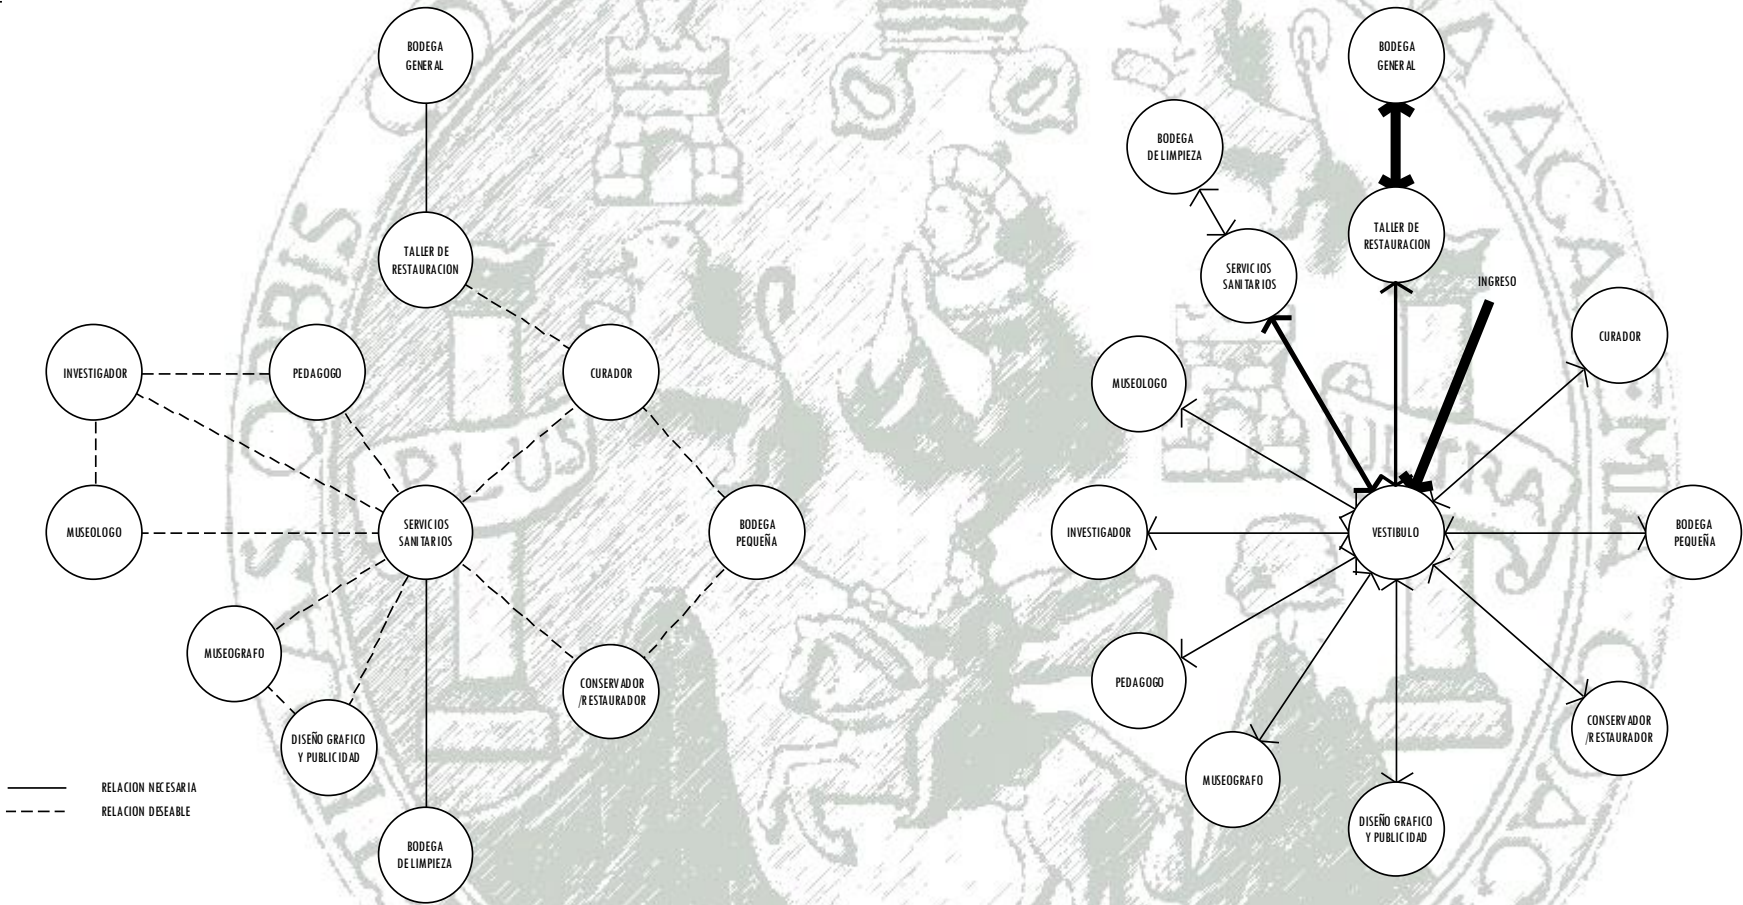 BODEGA
GENERAL
TALLER DE
RESTAURACION
INVESTIGADOR
PEDAGOGO
CURADOR
MUSEOLOGO
SERVICIOS
SANITARIOS
BODEGA
PEQUEÑA
MUSEOGRAFO
CONSERVADOR
/RESTAURADOR
DISEÑO GRAFICO
Y PUBLICIDAD
BODEGA
DE LIMPIEZA
RELACION NECESARIA
RELACION DESEABLE
BODEGA
GENERAL
BODEGA
DE LIMPIEZA
TALLER DE
RESTAURACION
SERVICIOS
SANITARIOS
INGRESO
CURADOR
MUSEOLOGO
INVESTIGADOR
VESTIBULO
BODEGA
PEQUEÑA
PEDAGOGO
CONSERVADOR
/RESTAURADOR
MUSEOGRAFO
DISEÑO GRAFICO
Y PUBLICIDAD
PLUS